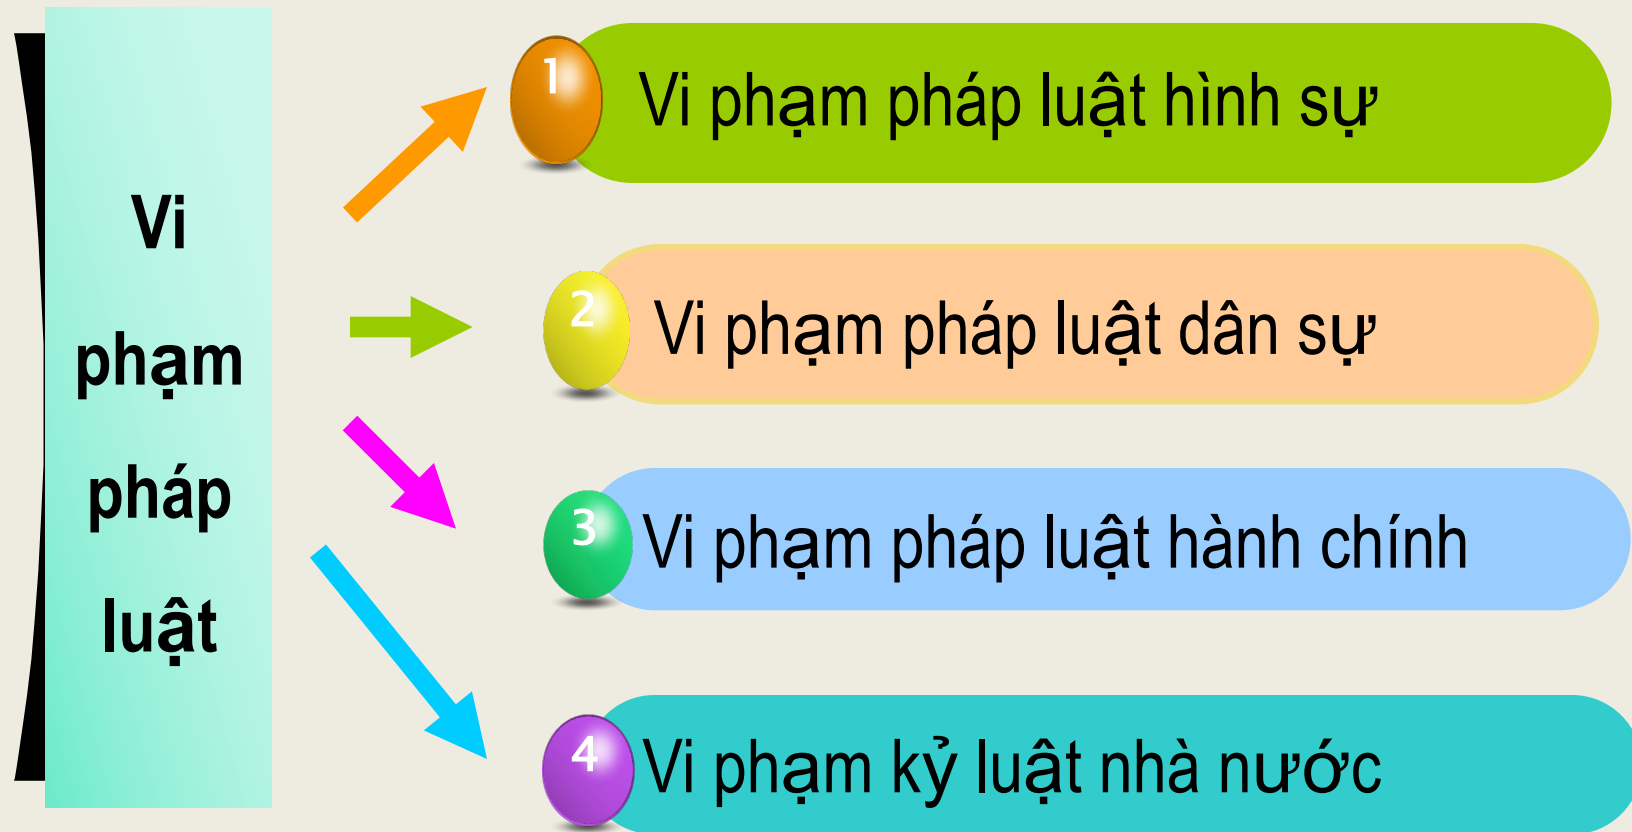 Vi
phạm
pháp
luật
1
Vi phạm pháp luật hình sự
2
Vi phạm pháp luật dân sự
3
Vi phạm pháp luật hành chính
4
Vi phạm kỷ luật nhà nước